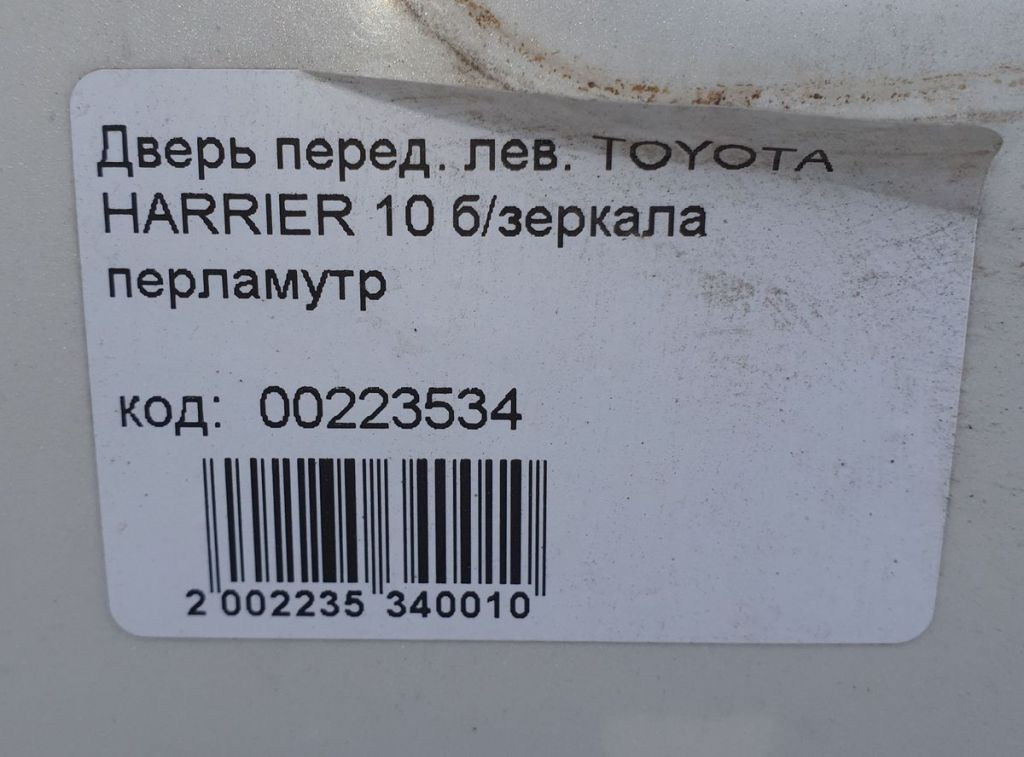 Дверь перед. лев. TOYOTA
HARRIER 10 б/зеркала
перламутр
код: 00223534
2 002235 340010